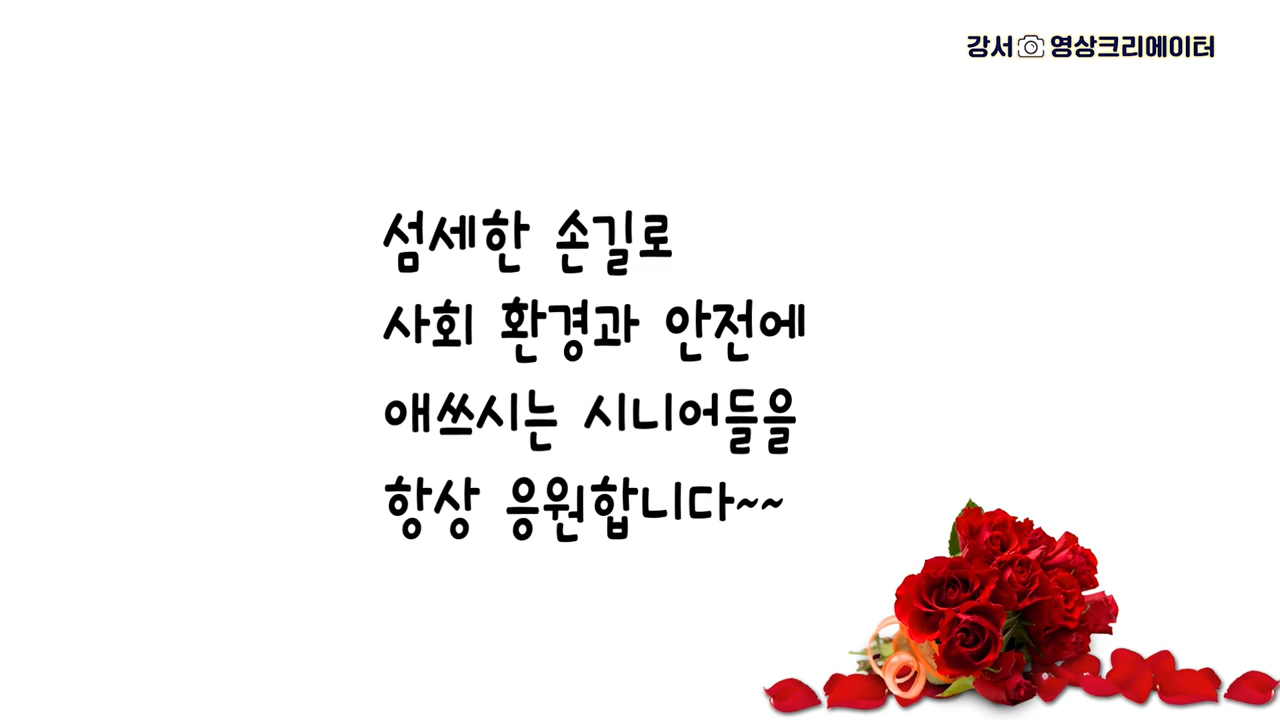 강서 영상크리에이터
섬세한 손길로
사회 환경과 안전에
애쓰시는 시니어들을
항상 응원합니다~~